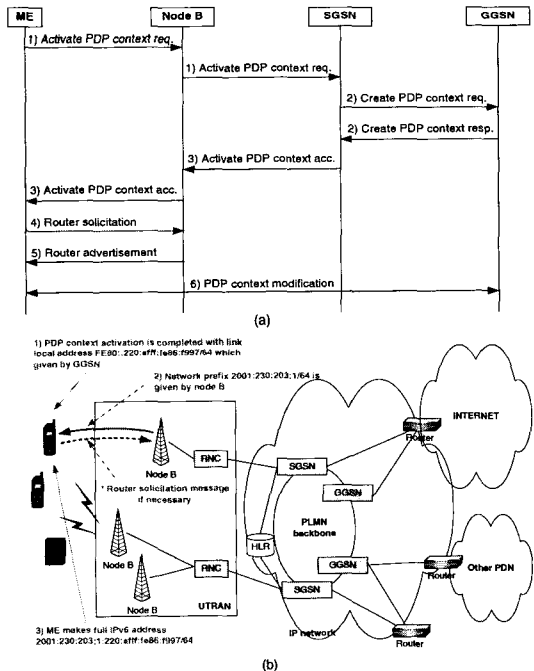 ME Node B SGSN GGSN
1) Activate PDP context req.
1) Activate PDP context req.
2) Create PDP context req.
2) Create PDP context resp.
3) Activate PDP context acc.
3) Activate PDP context acc.
4) Router solicitation
5) Router advertisement
6) PDP context modification
(a)
1) PDP context activation is completed with link
local address FE80:.220:efff:fe86:f997/64 which
given by GGSN
2) Network prefix 2001:230:203;1/64 is
given by node B
INTERNET
Router
Node B
RNC
SGSN
* Router solicitation message
if necessary
GGSN
PLMN
backbone
HLR
GGSN
Router
Other PDN
Node B
RNC
SGSN
Node B
UTRAN
IP network
Router
3) ME makes full IPv6 address
2001:230:203;1:220:efff:fe86:f997/64
(b)